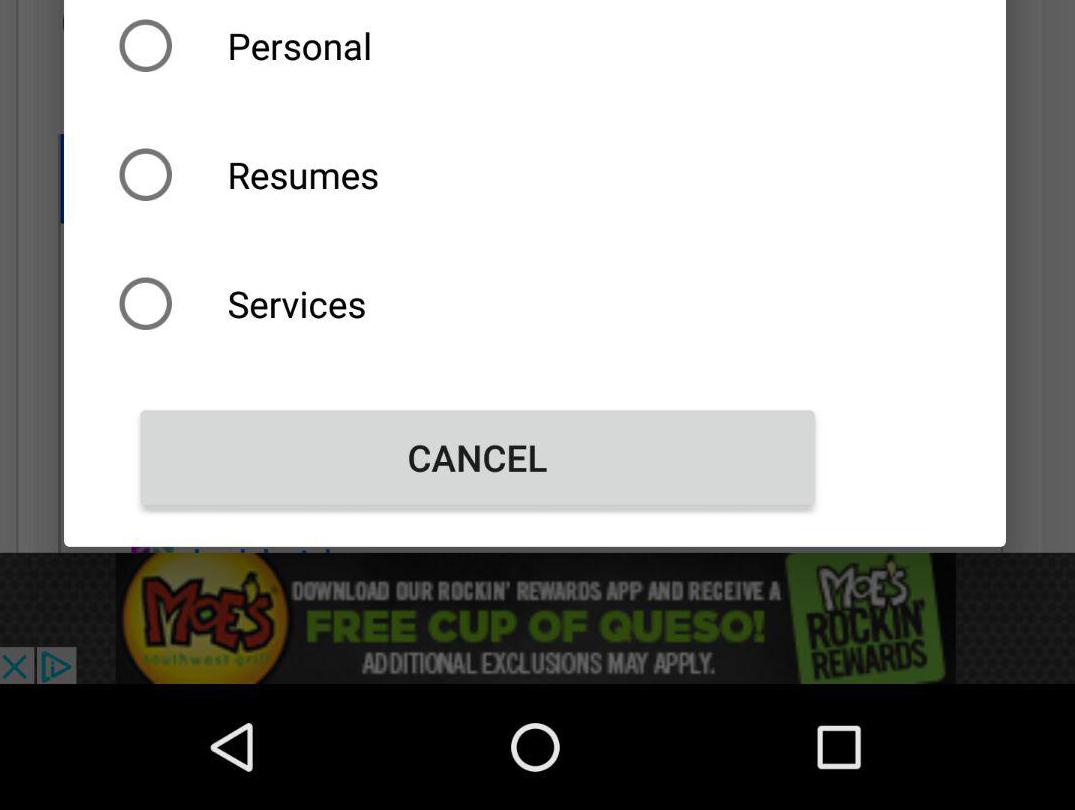 Personal
Resumes
Services
CANCEL
MOE'S
southwest grill
DOWNLOAD OUR ROCKIN' REWARDS APP AND RECEIVE A
FREE CUP OF QUESO!
ADDITIONAL EXCLUSIONS MAY APPLY.
MOE'S
ROCKIN'
REWARDS